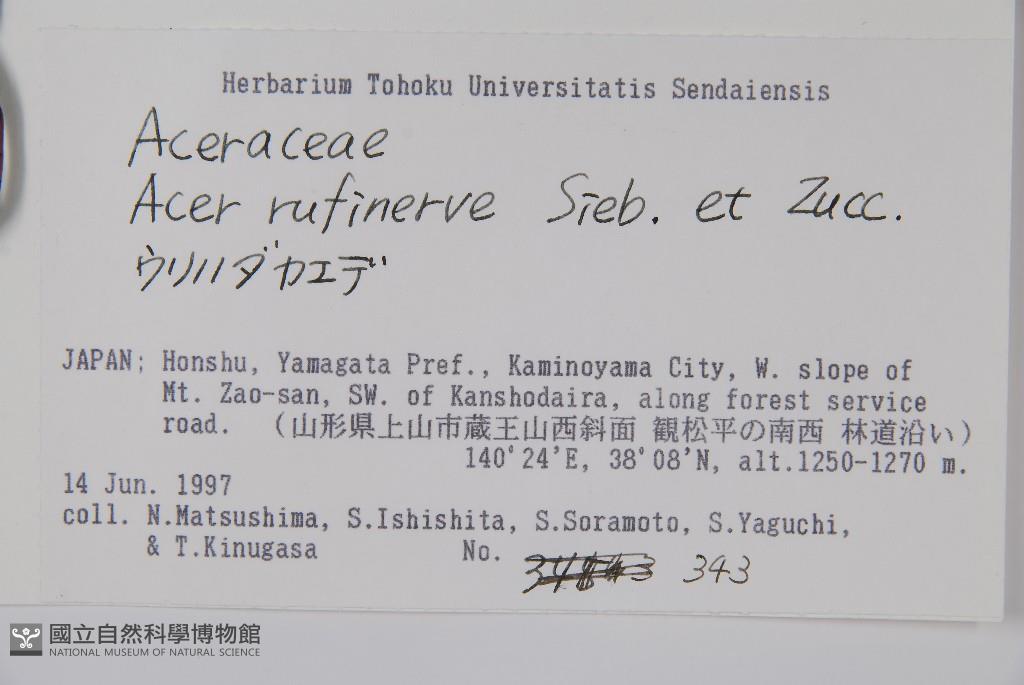 Herbarium Tohoku Universitatis Sendaiensis
Aceraceae
Acer rufinerve Sieb. et Zucc.
ウリハダカエデ
JAPAN; Honshu, Yamagata Pref., Kaminoyama City, W. slope of
Mt. Zao-san, SW. of Kanshodaira, along forest service
road. (山形県上山市蔵王山西斜面 観松平の南西 林道沿い)
140°24'E, 38°08'N, alt.1250-1270 m.
14 Jun. 1997
coll. N.Matsushima, S.Ishishita, S.Soramoto, S.Yaguchi,
& T.Kinugasa No. 343
國立自然科學博物館
NATIONAL MUSEUM OF NATURAL SCIENCE